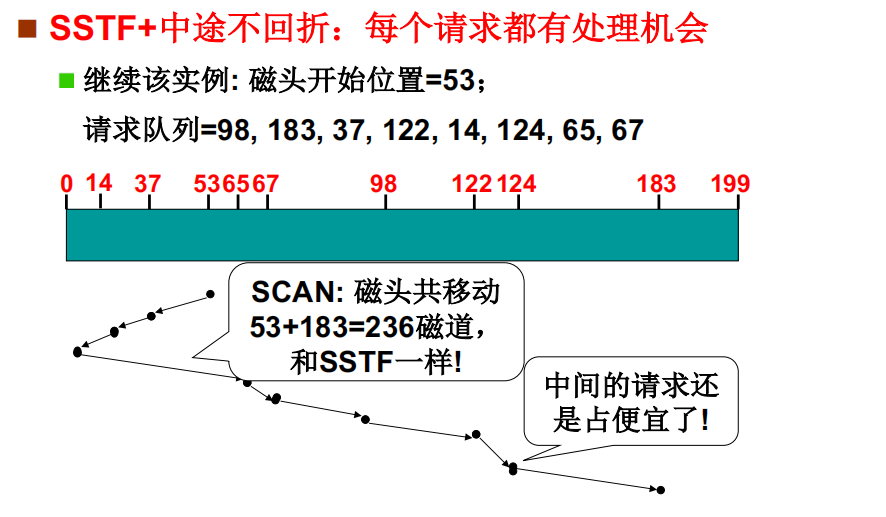 SSTF+中途不回折：每个请求都有处理机会
继续该实例: 磁头开始位置=53；
请求队列=98, 183, 37, 122, 14, 124, 65, 67
0 14 37 53 65 67 98 122 124 183 199
SCAN: 磁头共移动
53+183=236磁道，
和SSTF一样!
中间的请求还
是占便宜了!